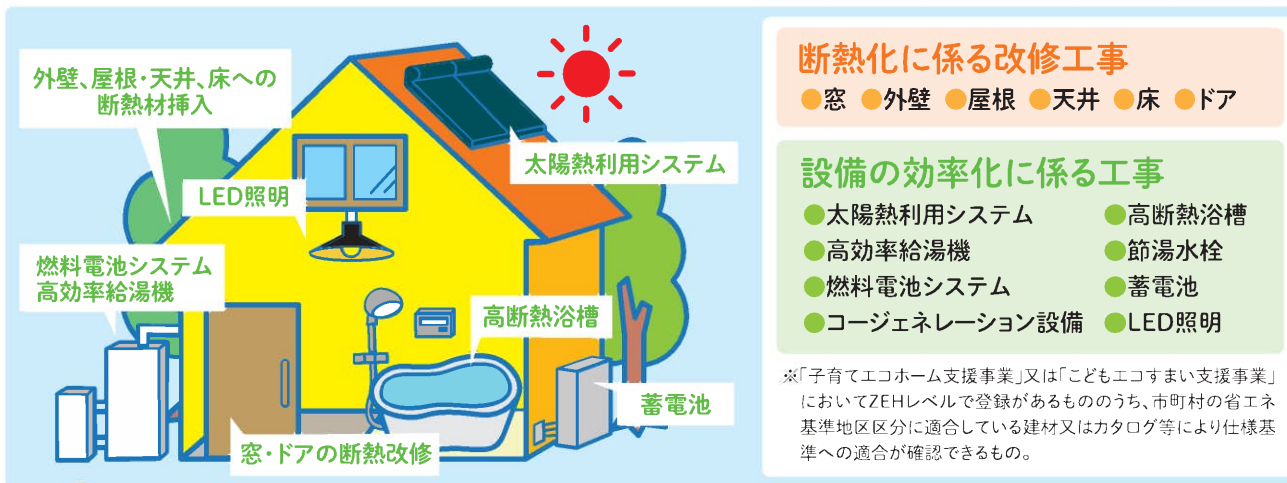 外壁、屋根・天井、床への
断熱材挿入
LED照明
太陽熱利用システム
燃料電池システム
高効率給湯機
高断熱浴槽
蓄電池
窓・ドアの断熱改修
断熱化に係る改修工事
●窓 ●外壁 ●屋根 ●天井 ●床 ●ドア
設備の効率化に係る工事
●太陽熱利用システム ●高断熱浴槽
●高効率給湯機 ●節湯水栓
●燃料電池システム ●蓄電池
●コージェネレーション設備 ●LED照明
※「子育てエコホーム支援事業」又は「こどもエコすまい支援事業」
においてZEHレベルで登録があるもののうち、市町村の省エネ
基準地区区分に適合している建材又はカタログ等により仕様基
準への適合が確認できるもの。